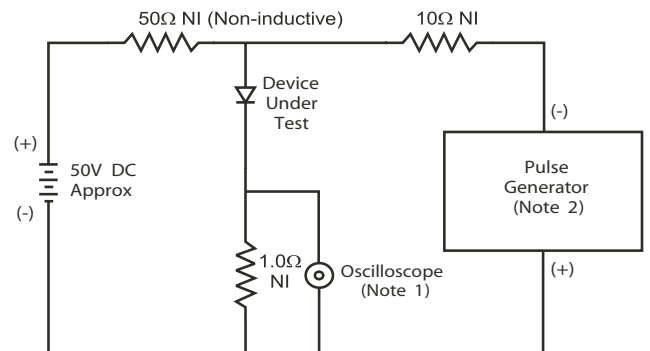 50Ω NI (Non-inductive)
10Ω NI
Device
Under
Test
(-)
(+)
50V DC
Approx
(-)
Pulse
Generator
(Note 2)
1.0Ω
NI
Oscilloscope
(Note 1)
(+)